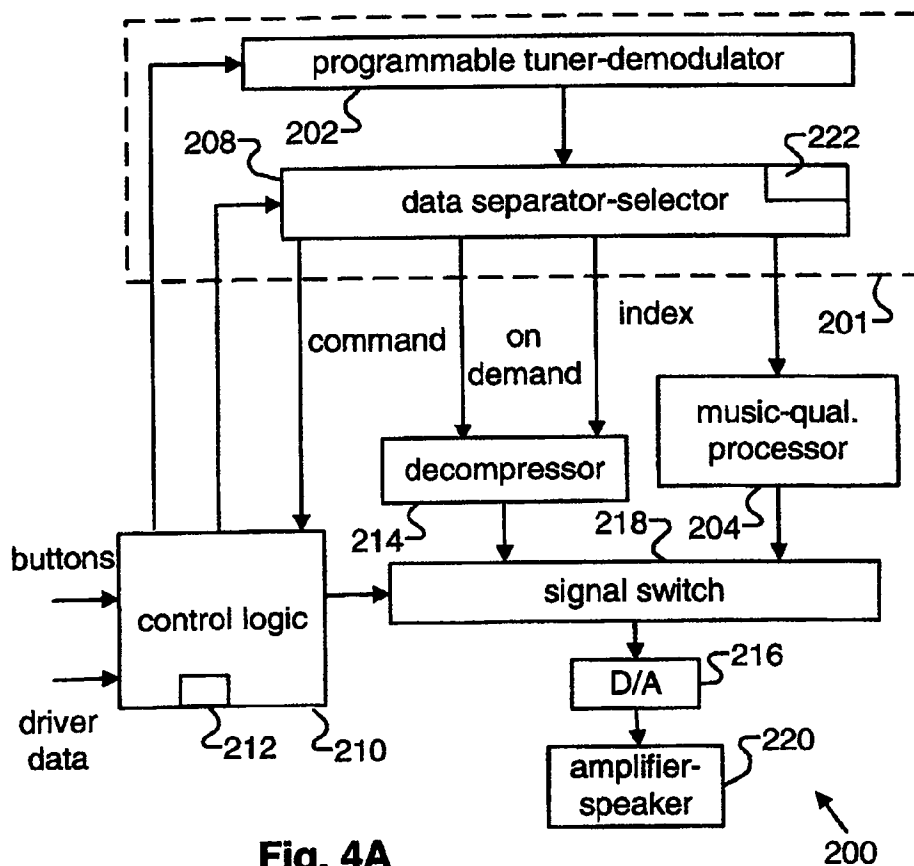 programmable tuner-demodulator
202
208
222
data separator-selector
201
command
on
demand
index
music-qual.
processor
decompressor
214
218
204
buttons
control logic
signal switch
D/A
216
driver
data
212
210
amplifier-
speaker
220
200
Fig. 4A